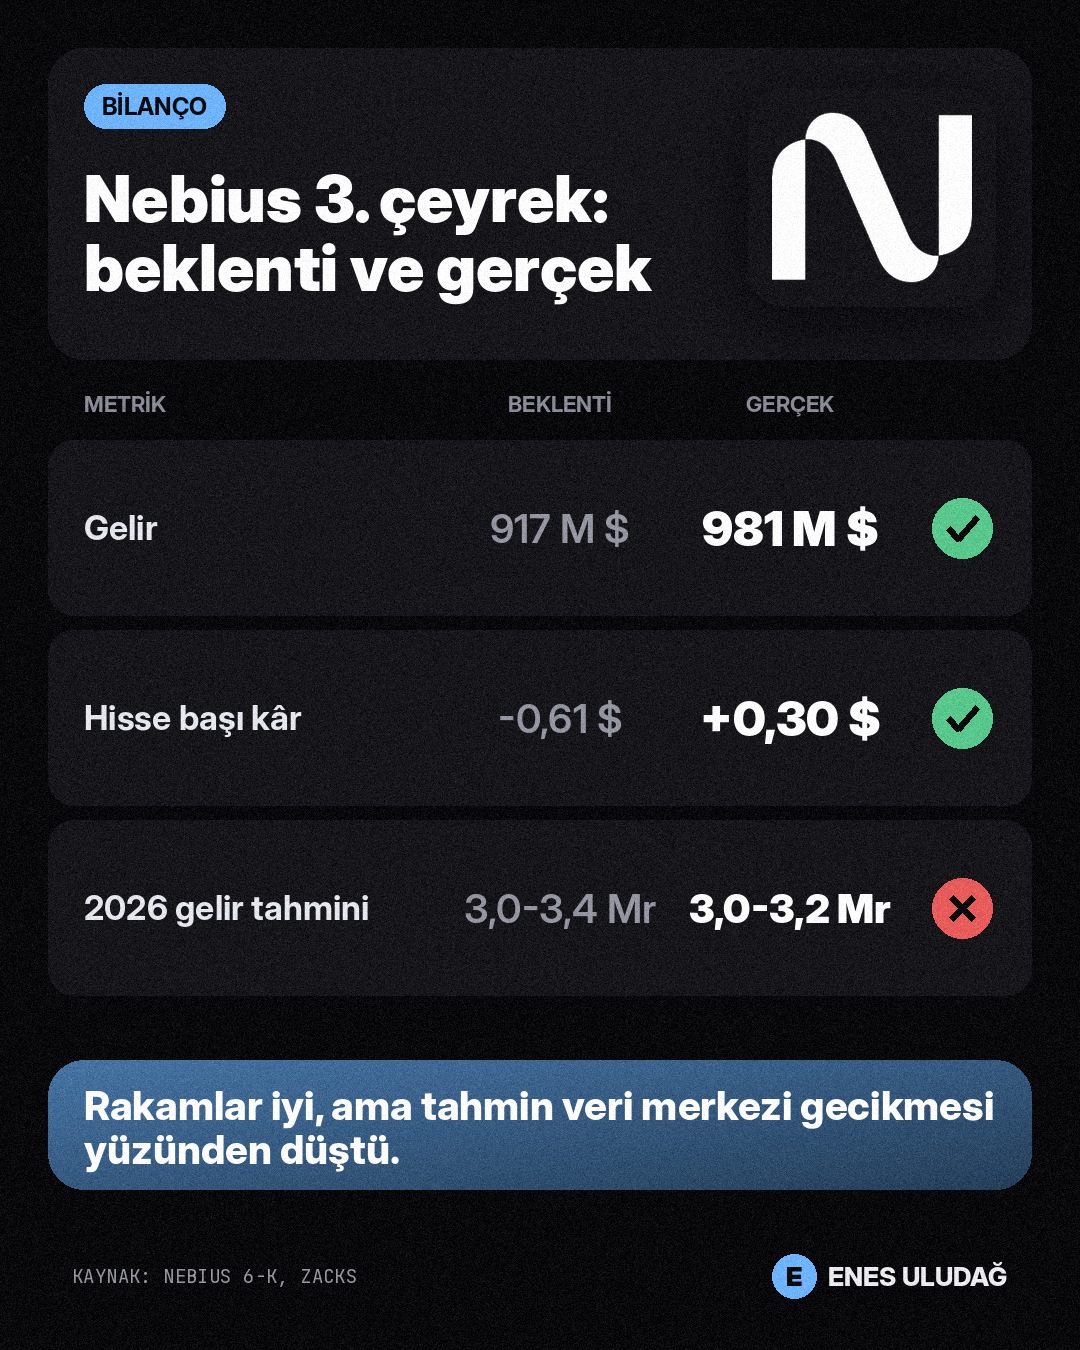 BİLANÇO
Nebius 3. çeyrek:
beklenti ve gerçek
METRİK BEKLENTİ GERÇEK
Gelir 917 M $ 981 M $
Hisse başı kâr -0,61 $ +0,30 $
2026 gelir tahmini 3,0-3,4 Mr 3,0-3,2 Mr
Rakamlar iyi, ama tahmin veri merkezi gecikmesi
yüzünden düştü.
KAYNAK: NEBIUS 6-K, ZACKS
E ENES ULUDAĞ